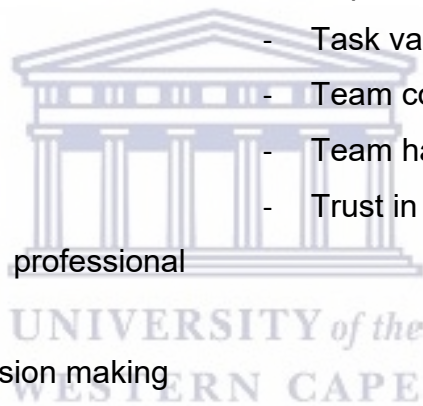 - Task va
- Team co
- Team ha
- Trust in
professional
UNIVERSITY of the
sion making
WESTERN CAPE